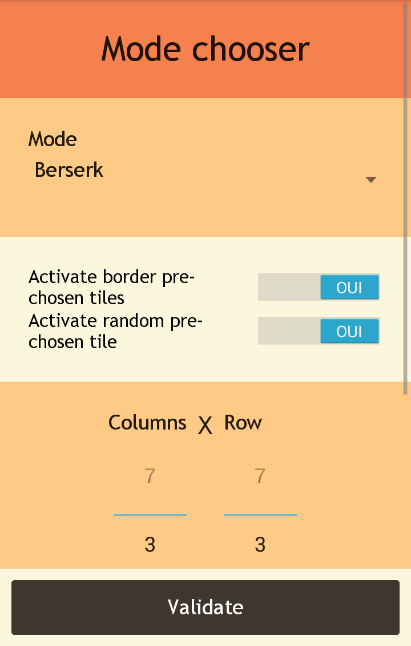 Mode chooser
Mode
Berserk
Activate border pre-
chosen tiles
OUI
Activate random pre-
chosen tile
OUI
Columns X Row
7 7
3 3
Validate